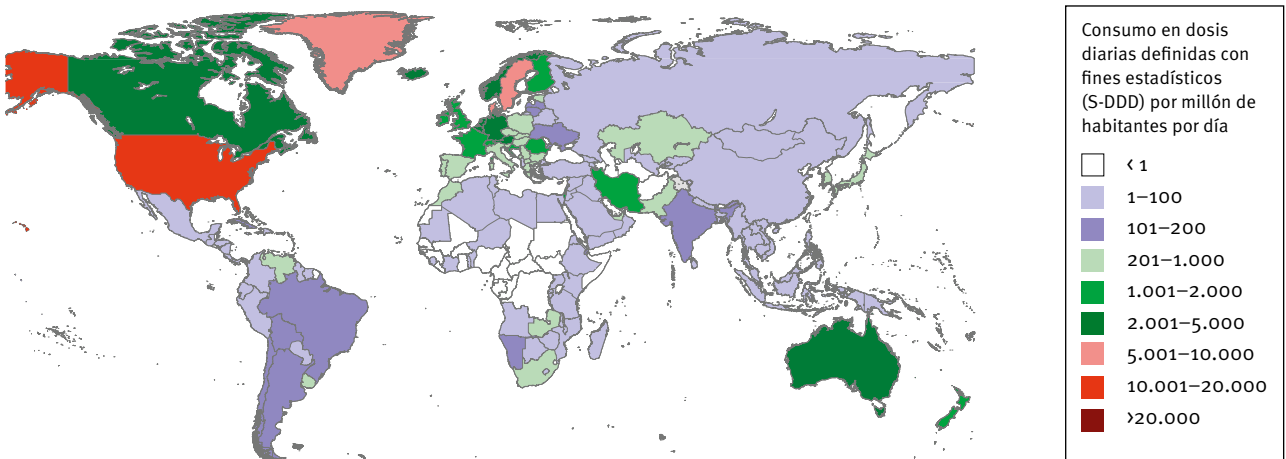 Consumo en dosis
diarias definidas con
fines estadísticos
(S-DDD) por millón de
habitantes por día
‹ 1
1–100
101–200
201–1.000
1.001–2.000
2.001–5.000
5.001–10.000
10.001–20.000
›20.000